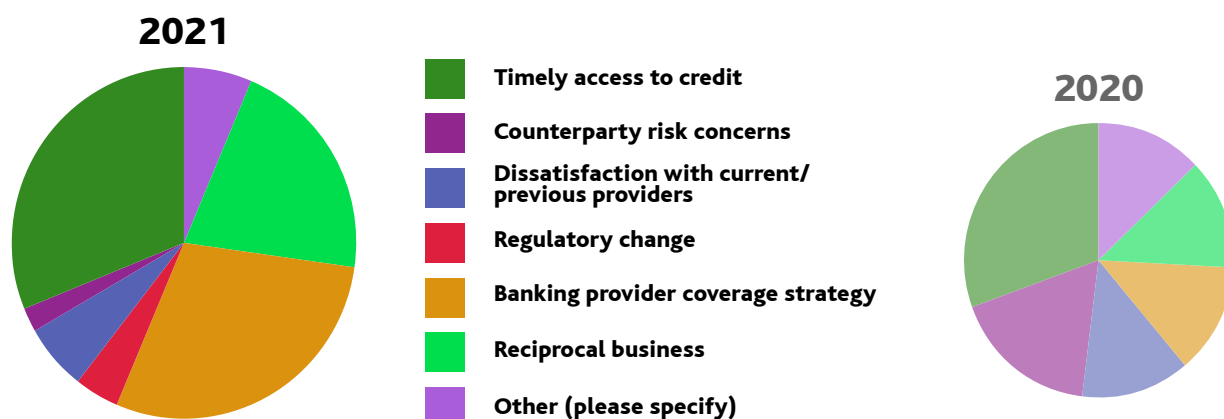 2021
Timely access to credit
Counterparty risk concerns
Dissatisfaction with current/
previous providers
Regulatory change
Banking provider coverage strategy
Reciprocal business
Other (please specify)
2020